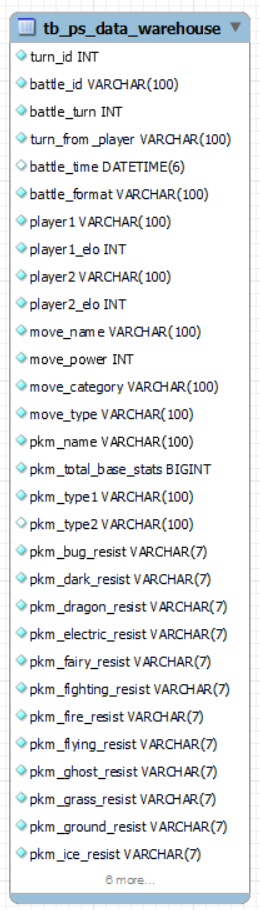 tb_ps_data_warehouse
turn_id INT
battle_id VARCHAR(100)
battle_turn INT
turn_from _player VARCHAR(100)
battle_time DATETIME(6)
battle_format VARCHAR(100)
player1 VARCHAR(100)
player1_elo INT
player2 VARCHAR(100)
player2_elo INT
move_name VARCHAR(100)
move_power INT
move_category VARCHAR(100)
move_type VARCHAR(100)
pkm_name VARCHAR(100)
pkm_total_base_stats BIGINT
pkm_type1 VARCHAR(100)
pkm_type2 VARCHAR(100)
pkm_bug_resist VARCHAR(7)
pkm_dark_resist VARCHAR(7)
pkm_dragon_resist VARCHAR(7)
pkm_electric_resist VARCHAR(7)
pkm_fairy_resist VARCHAR(7)
pkm_fighting_resist VARCHAR(7)
pkm_fire_resist VARCHAR(7)
pkm_flying_resist VARCHAR(7)
pkm_ghost_resist VARCHAR(7)
pkm_grass_resist VARCHAR(7)
pkm_ground_resist VARCHAR(7)
pkm_ice_resist VARCHAR(7)
6 more...